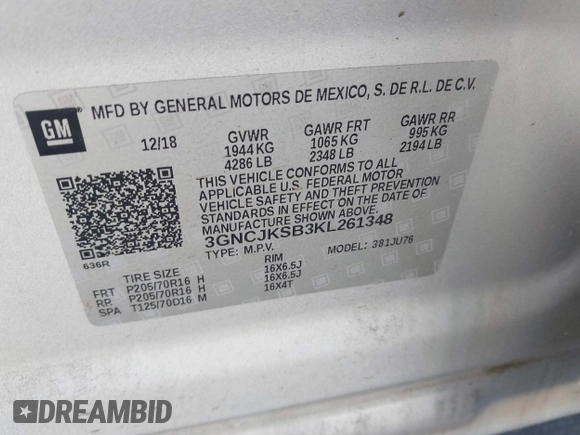 GM
MFD BY GENERAL MOTORS DE MEXICO, S. DE R.L. DE C.V.
12/18 GVWR GAWR FRT GAWR RR
1944 KG 1065 KG 995 KG
4286 LB 2348 LB 2194 LB
THIS VEHICLE CONFORMS TO ALL
APPLICABLE U.S. FEDERAL MOTOR
VEHICLE SAFETY AND THEFT PREVENTION
STANDARDS IN EFFECT ON THE DATE OF
MANUFACTURE SHOWN ABOVE.
3GNCJKSB3KL261348
TYPE: M.P.V. MODEL: 381JU76
636R
TIRE SIZE RIM
FRT P205/70R16 H 16X6.5J
RR P205/70R16 H 16X6.5J
SPA T125/70D16 M 16X4T
DREAMBID